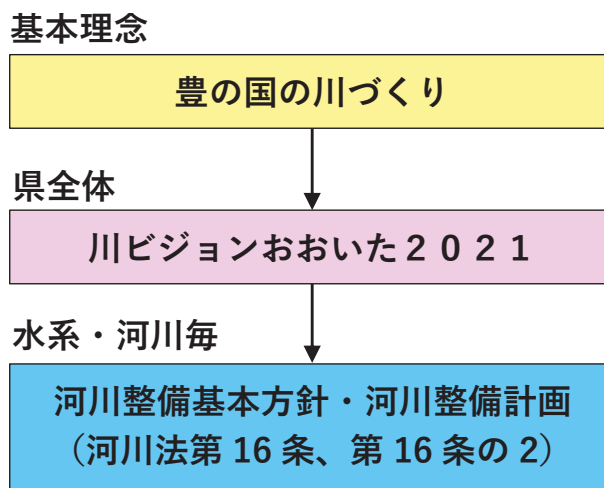 基本理念
豊の国の川づくり
県全体
川ビジョンおおいた２０２１
水系・河川毎
河川整備基本方針・河川整備計画
（河川法第 16 条、第 16 条の 2）